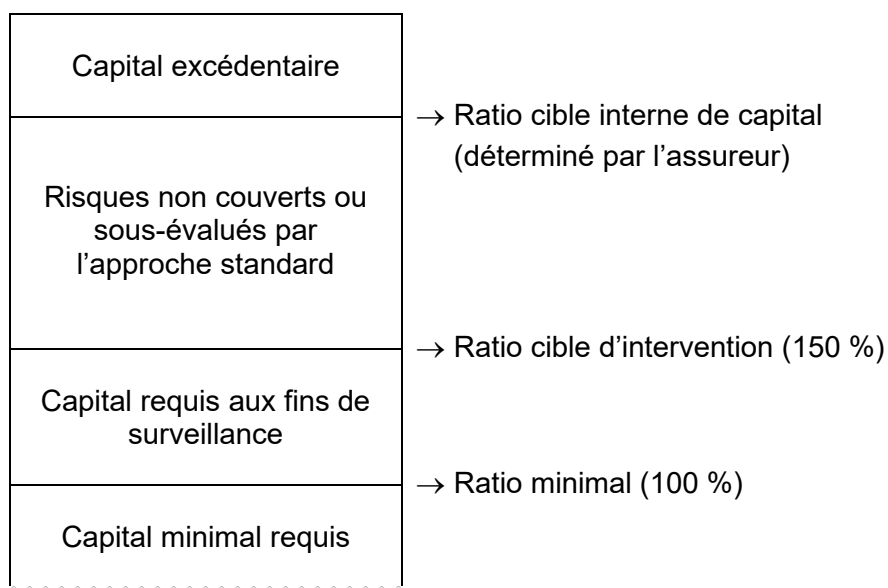 Capital excédentaire
→ Ratio cible interne de capital
(déterminé par l’assureur)
Risques non couverts ou
sous-évalués par
l’approche standard
→ Ratio cible d’intervention (150 %)
Capital requis aux fins de
surveillance
→ Ratio minimal (100 %)
Capital minimal requis